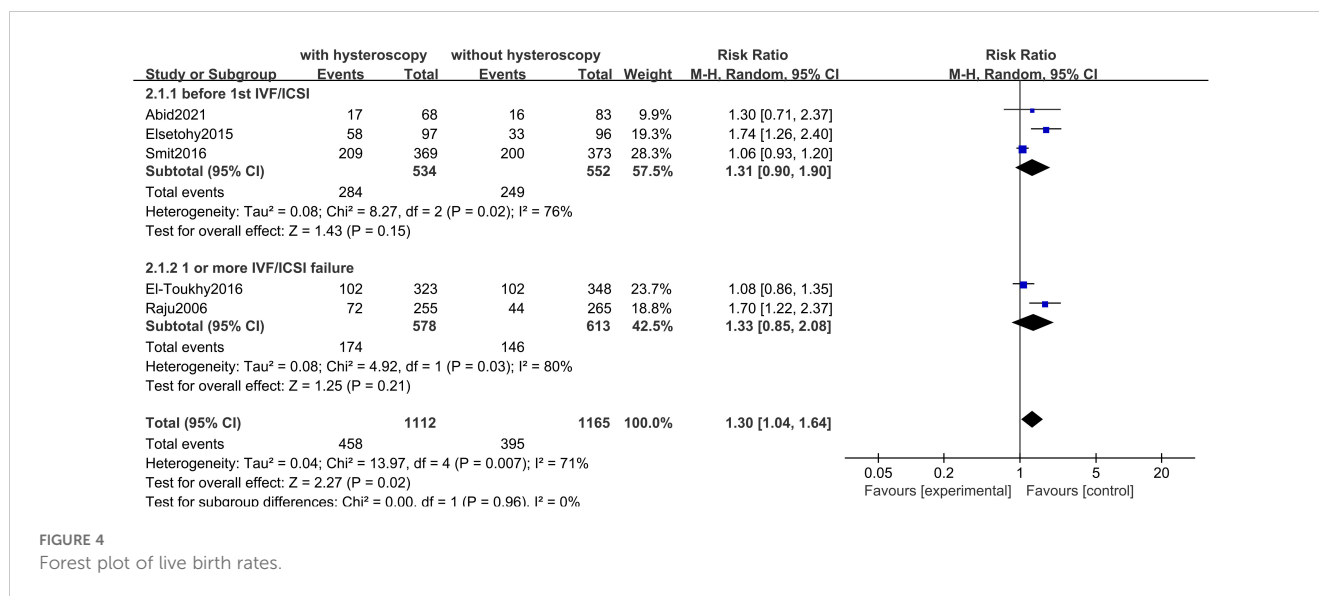 with hysteroscopy without hysteroscopy Risk Ratio Risk Ratio
Study or Subgroup Events Total Events Total Weight M-H, Random, 95% CI M-H, Random, 95% CI
2.1.1 before 1st IVF/ICSI
Abid2021 17 68 16 83 9.9% 1.30 [0.71, 2.37]
Elsetohy2015 58 97 33 96 19.3% 1.74 [1.26, 2.40]
Smit2016 209 369 200 373 28.3% 1.06 [0.93, 1.20]
Subtotal (95% CI) 534 552 57.5% 1.31 [0.90, 1.90]
Total events 284 249
Heterogeneity: Tau² = 0.08; Chi² = 8.27, df = 2 (P = 0.02); I² = 76%
Test for overall effect: Z = 1.43 (P = 0.15)
2.1.2 1 or more IVF/ICSI failure
El-Toukhy2016 102 323 102 348 23.7% 1.08 [0.86, 1.35]
Raju2006 72 255 44 265 18.8% 1.70 [1.22, 2.37]
Subtotal (95% CI) 578 613 42.5% 1.33 [0.85, 2.08]
Total events 174 146
Heterogeneity: Tau² = 0.08; Chi² = 4.92, df = 1 (P = 0.03); I² = 80%
Test for overall effect: Z = 1.25 (P = 0.21)
Total (95% CI) 1112 1165 100.0% 1.30 [1.04, 1.64]
Total events 458 395
Heterogeneity: Tau² = 0.04; Chi² = 13.97, df = 4 (P = 0.007); I² = 71%
Test for overall effect: Z = 2.27 (P = 0.02)
Test for subgroup differences: Chi² = 0.00, df = 1 (P = 0.96), I² = 0%
0.05 0.2 1 5 20
Favours [experimental] Favours [control]
FIGURE 4
Forest plot of live birth rates.